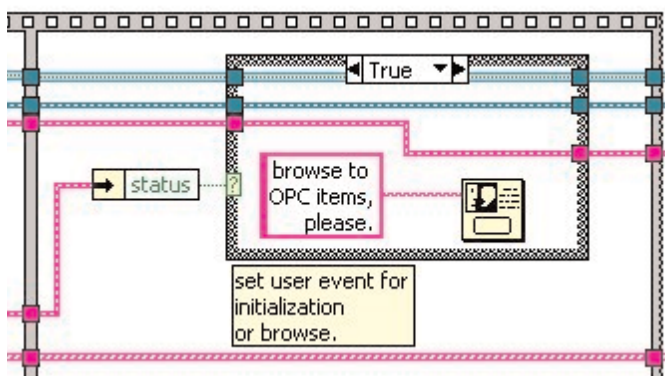 True
status
?
browse to
OPC items,
please.
set user event for
initialization
or browse.